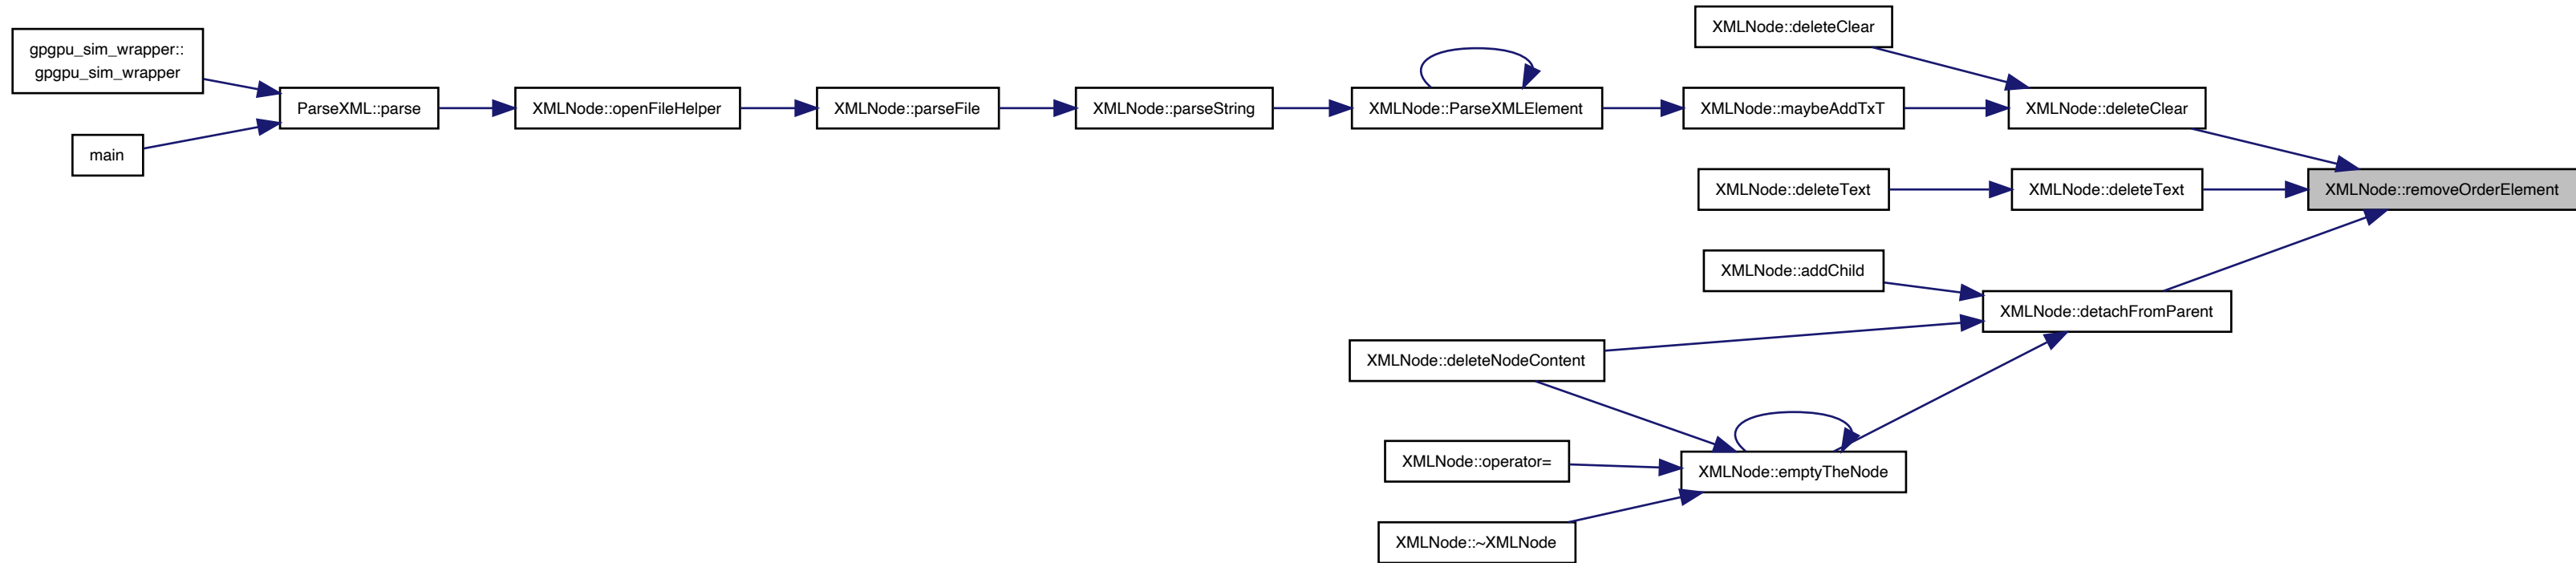 XMLNode::deleteClear
gpgpu_sim_wrapper::
gpgpu_sim_wrapper
ParseXML::parse
XMLNode::openFileHelper
XMLNode::parseFile
XMLNode::parseString
XMLNode::ParseXMLElement
XMLNode::maybeAddTxT
XMLNode::deleteClear
main
XMLNode::deleteText
XMLNode::deleteText
XMLNode::removeOrderElement
XMLNode::addChild
XMLNode::detachFromParent
XMLNode::deleteNodeContent
XMLNode::operator=
XMLNode::emptyTheNode
XMLNode::~XMLNode